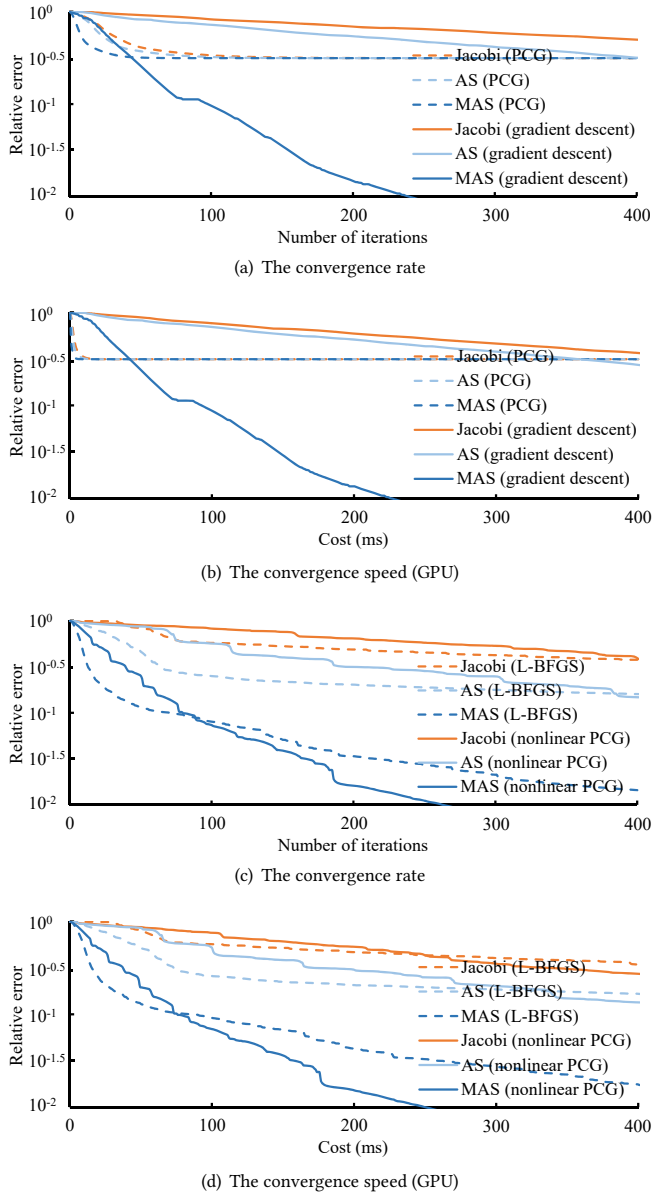 10^0
10^-0.5
10^-1
10^-1.5
10^-2
Relative error
0
100
200
300
400
Number of iterations
Jacobi (PCG)
AS (PCG)
MAS (PCG)
Jacobi (gradient descent)
AS (gradient descent)
MAS (gradient descent)
(a) The convergence rate
10^0
10^-0.5
10^-1
10^-1.5
10^-2
Relative error
0
100
200
300
400
Cost (ms)
Jacobi (PCG)
AS (PCG)
MAS (PCG)
Jacobi (gradient descent)
AS (gradient descent)
MAS (gradient descent)
(b) The convergence speed (GPU)
10^0
10^-0.5
10^-1
10^-1.5
10^-2
Relative error
0
100
200
300
400
Number of iterations
Jacobi (L-BFGS)
AS (L-BFGS)
MAS (L-BFGS)
Jacobi (nonlinear PCG)
AS (nonlinear PCG)
MAS (nonlinear PCG)
(c) The convergence rate
10^0
10^-0.5
10^-1
10^-1.5
10^-2
Relative error
0
100
200
300
400
Cost (ms)
Jacobi (L-BFGS)
AS (L-BFGS)
MAS (L-BFGS)
Jacobi (nonlinear PCG)
AS (nonlinear PCG)
MAS (nonlinear PCG)
(d) The convergence speed (GPU)